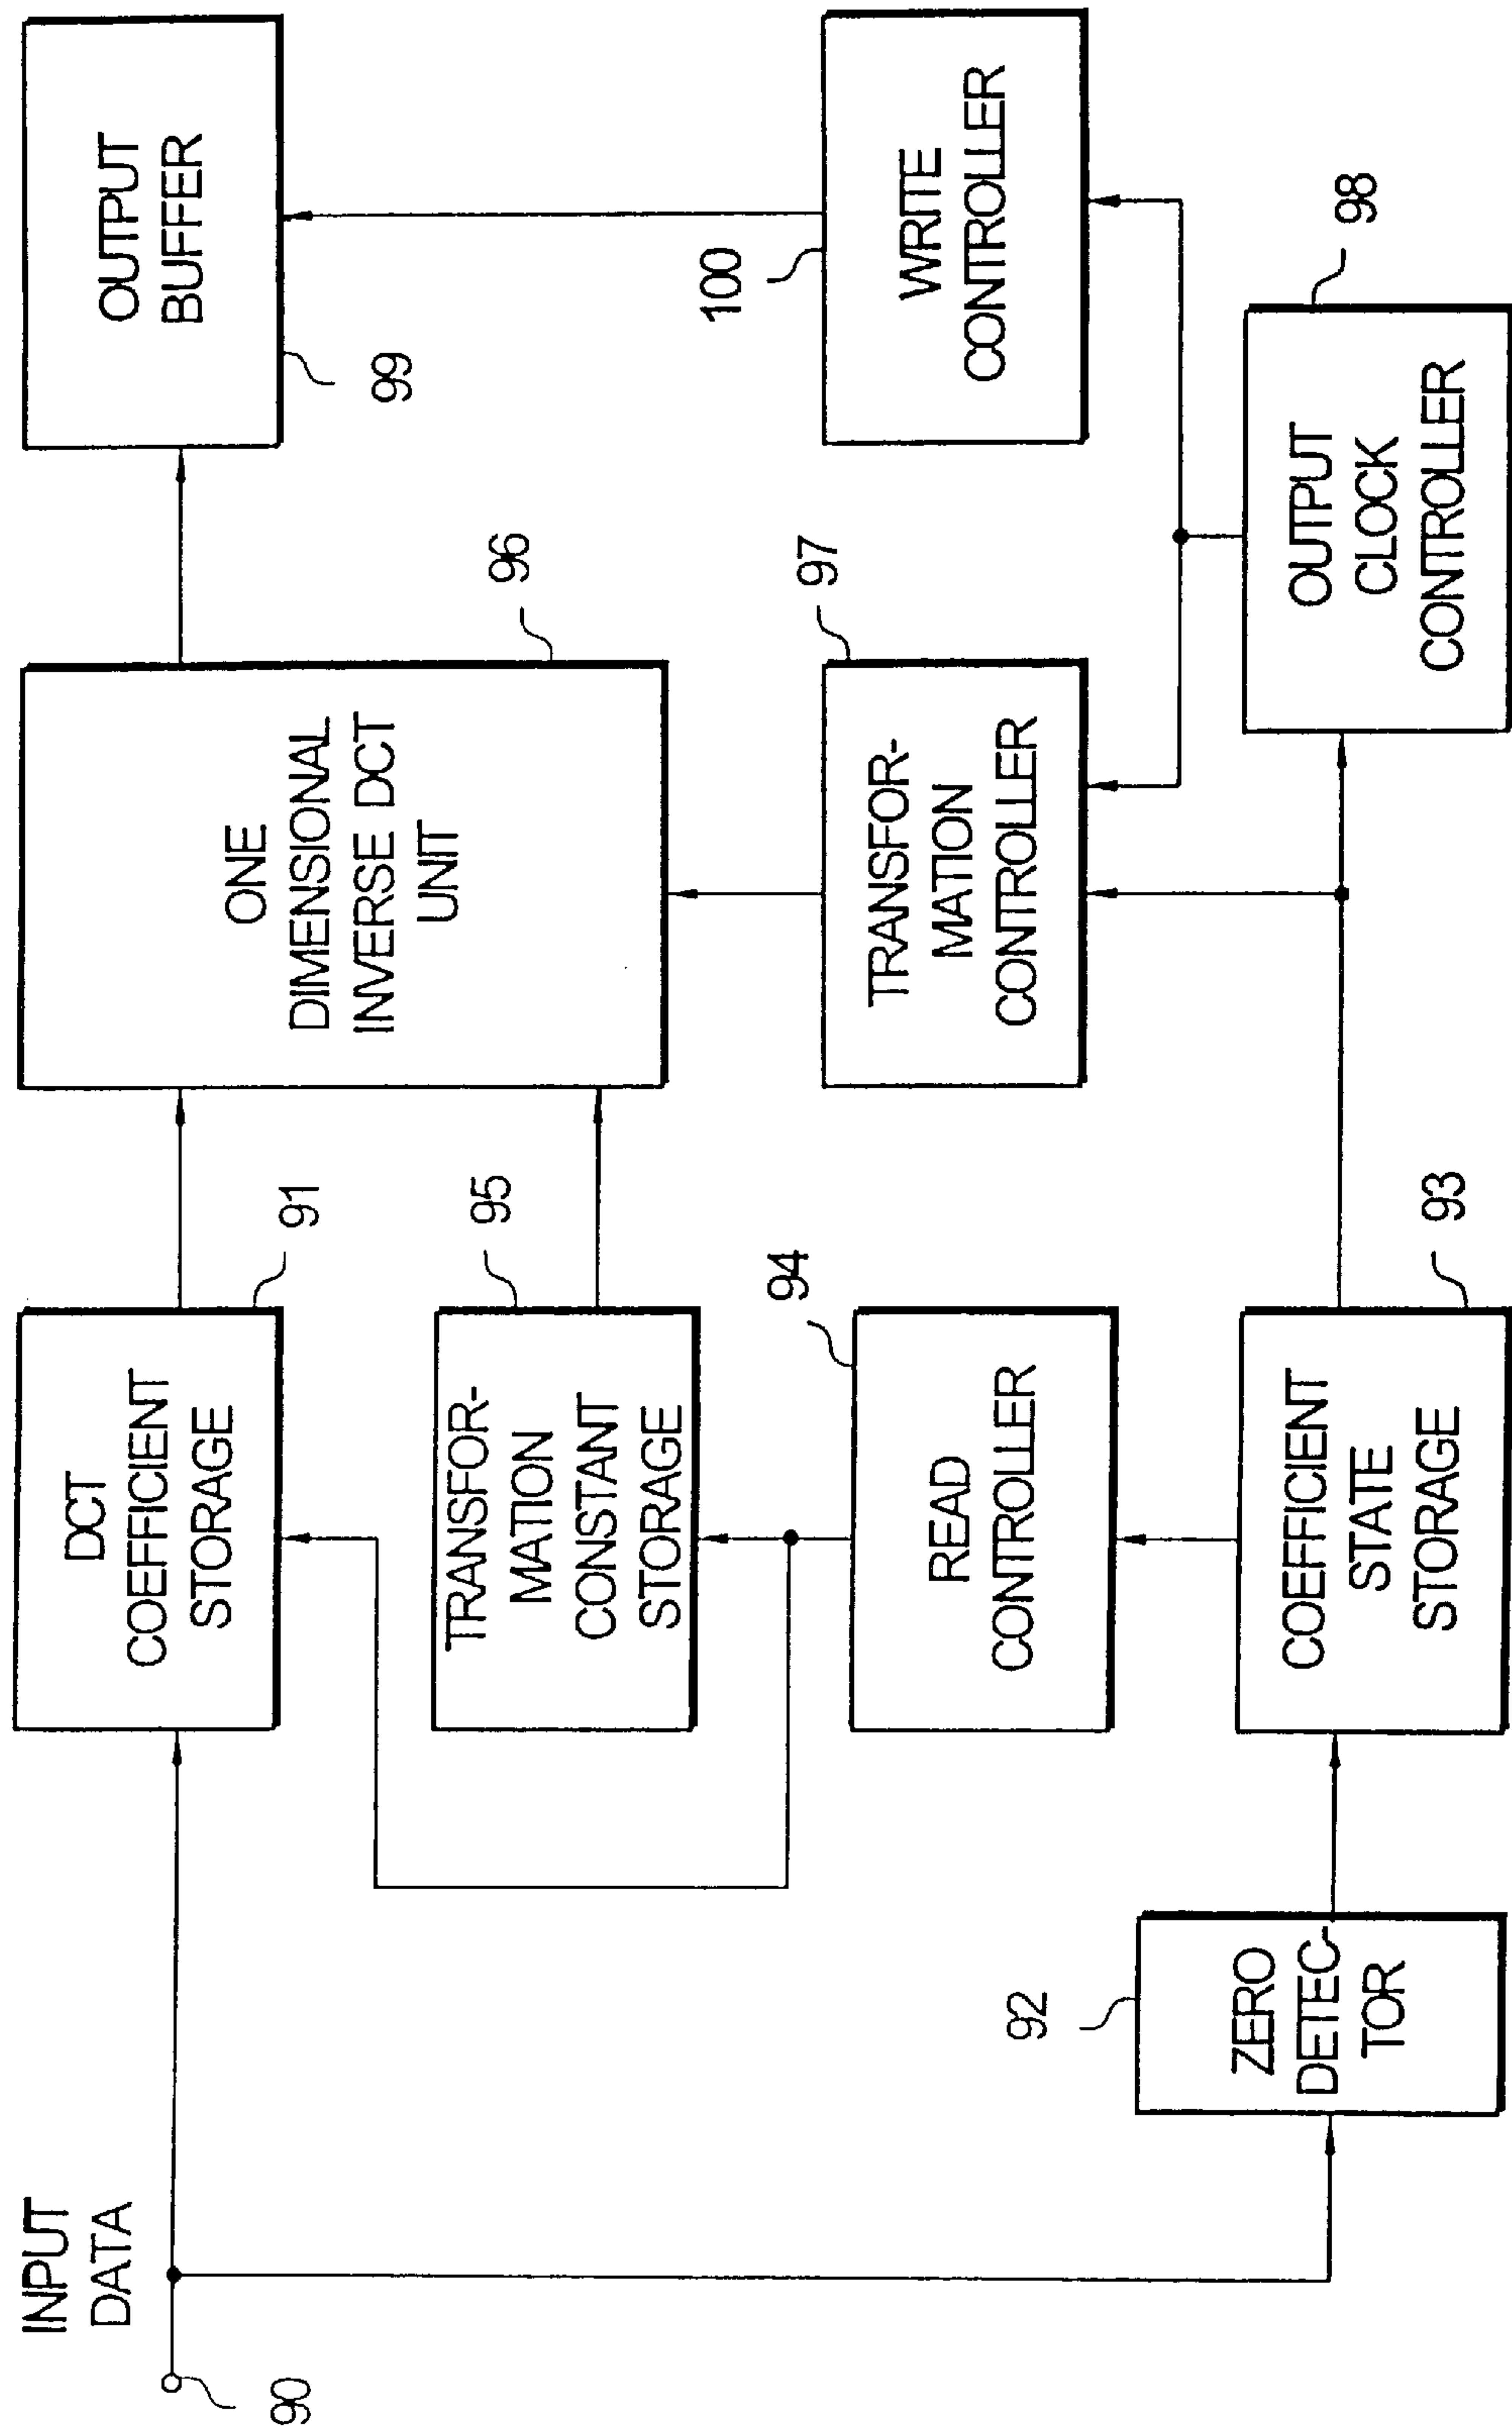 INPUT
DATA
90
DCT
COEFFICIENT
STORAGE
91
TRANSFOR-
MATION
CONSTANT
STORAGE
95
READ
CONTROLLER
94
ZERO
DETEC-
TOR
92
COEFFICIENT
STATE
STORAGE
93
ONE
DIMENSIONAL
INVERSE DCT
UNIT
96
TRANSFOR-
MATION
CONTROLLER
97
OUTPUT
CLOCK
CONTROLLER
98
OUTPUT
BUFFER
99
WRITE
CONTROLLER
100